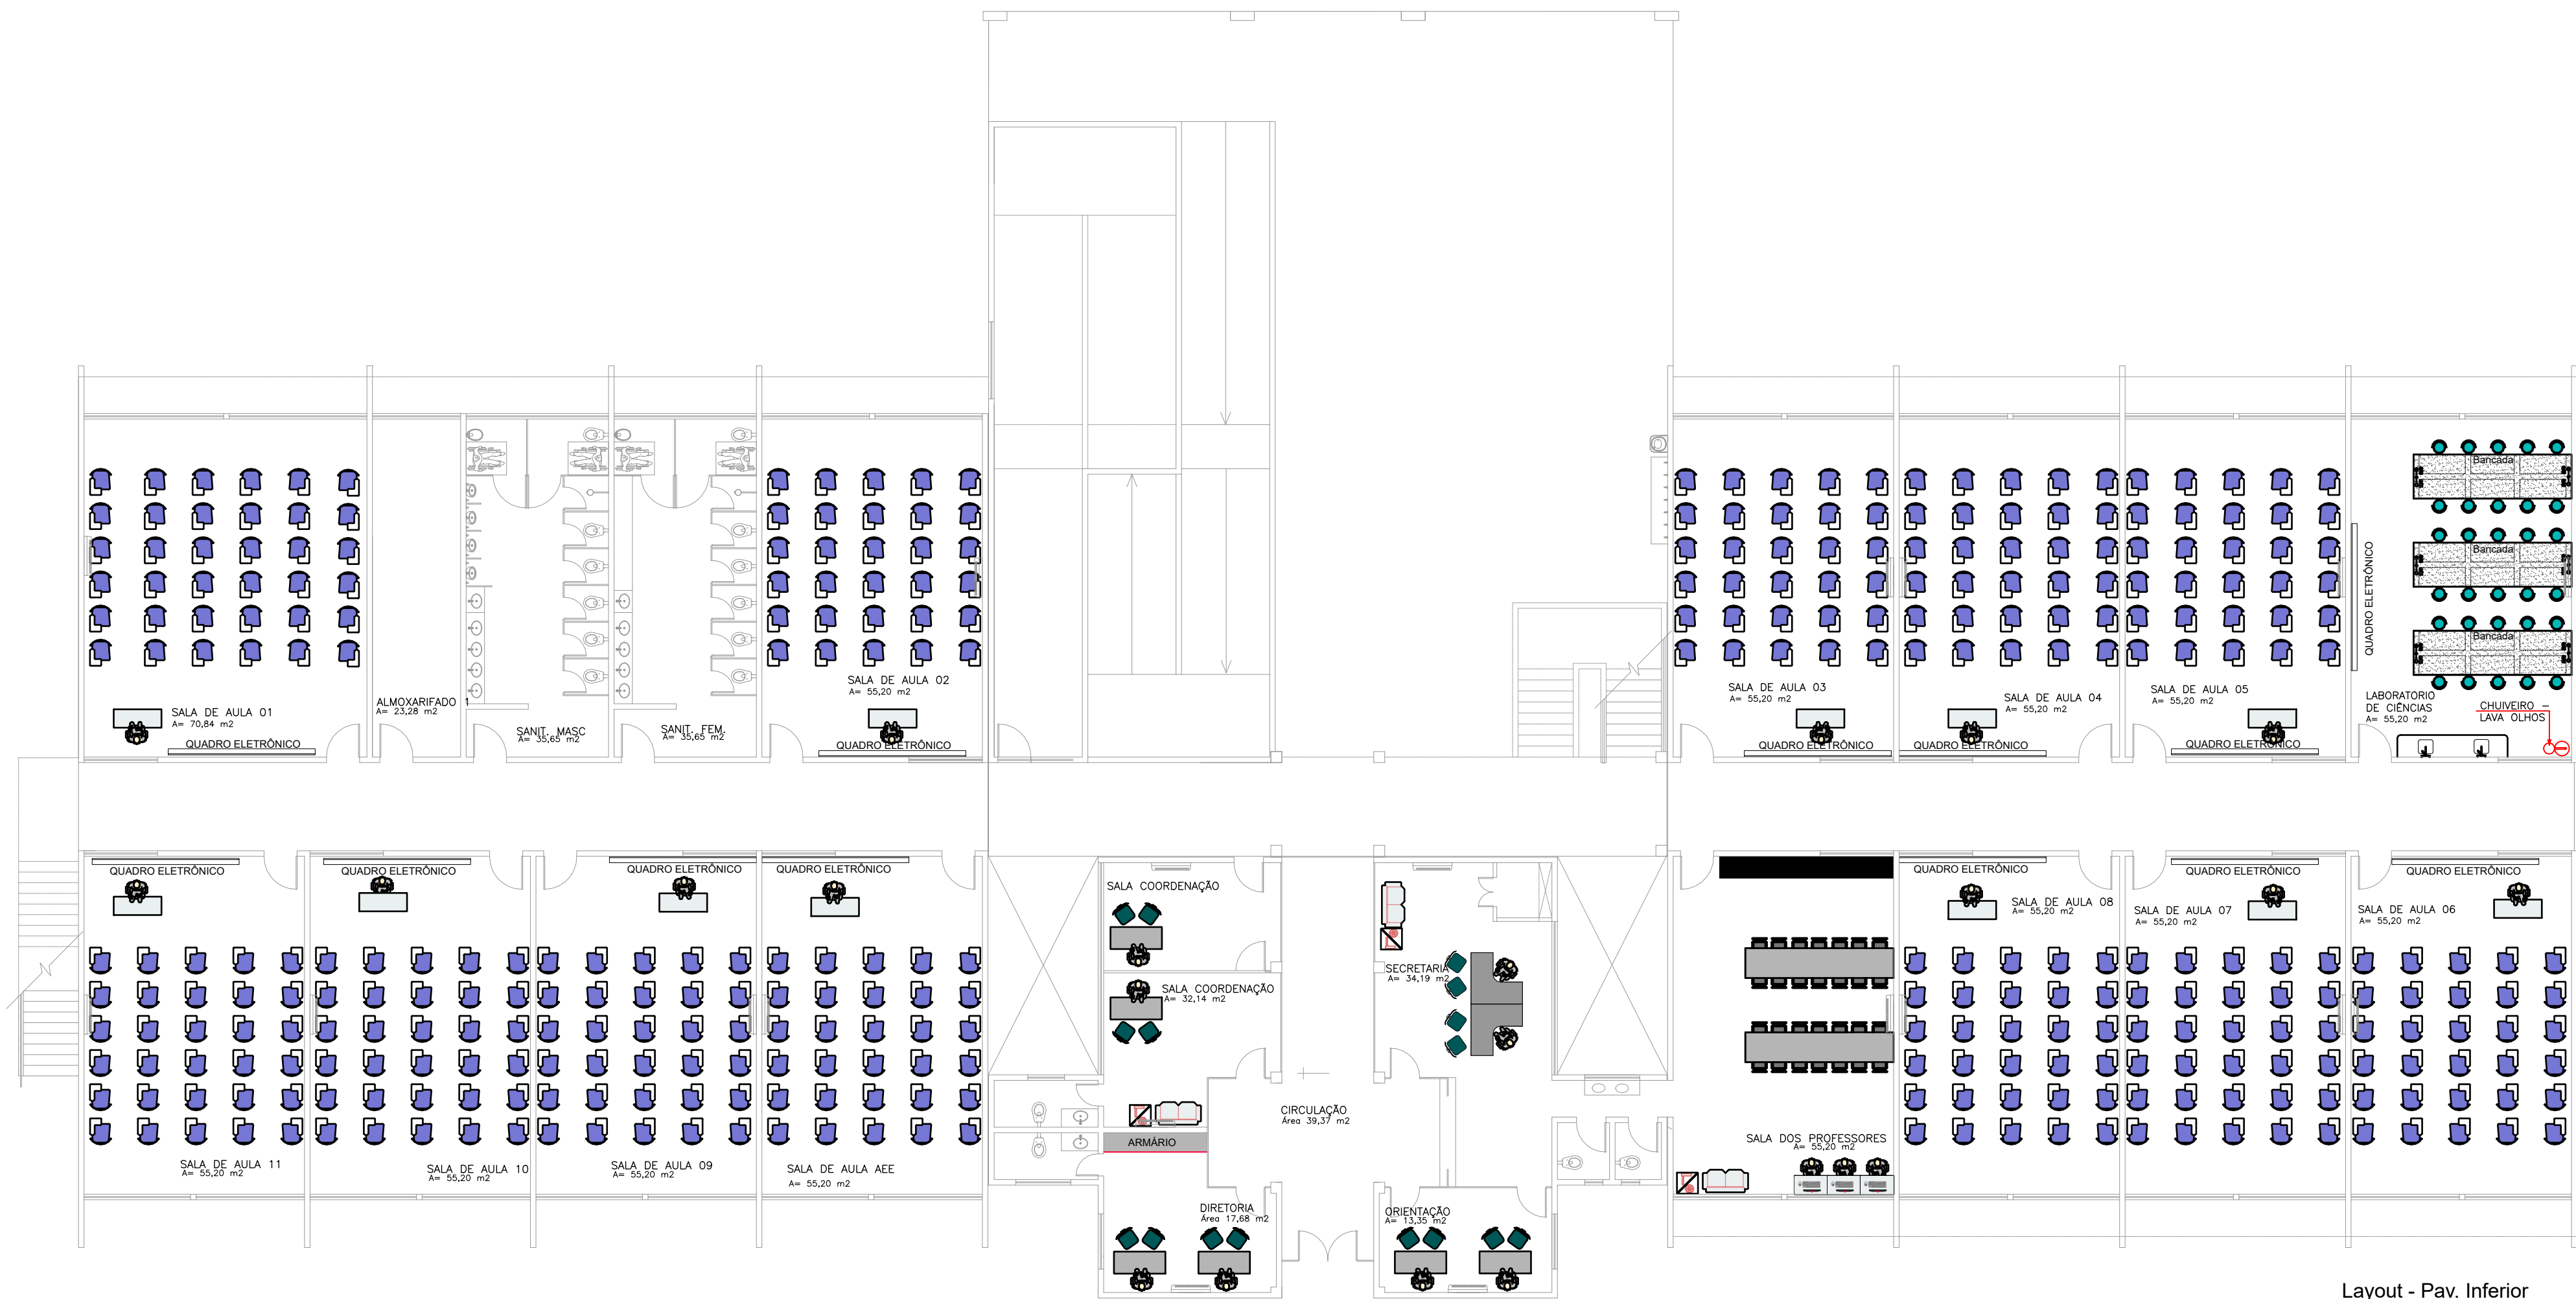 Bancada
Bancada
Bancada
QUADRO ELETRÔNICO
SALA DE AULA 01
A= 70,84 m2
QUADRO ELETRÔNICO
ALMOXARIFADO 1
A= 23,28 m2
SANIT. MASC
A= 35,65 m2
SANIT. FEM.
A= 35,65 m2
SALA DE AULA 02
A= 55,20 m2
QUADRO ELETRÔNICO
SALA DE AULA 03
A= 55,20 m2
QUADRO ELETRÔNICO
SALA DE AULA 04
A= 55,20 m2
QUADRO ELETRÔNICO
SALA DE AULA 05
A= 55,20 m2
QUADRO ELETRÔNICO
LABORATORIO
DE CIÊNCIAS
A= 55,20 m2
CHUIVEIRO –
LAVA OLHOS
QUADRO ELETRÔNICO
QUADRO ELETRÔNICO
QUADRO ELETRÔNICO
QUADRO ELETRÔNICO
SALA COORDENAÇÃO
SALA COORDENAÇÃO
A= 32,14 m2
SECRETARIA
A= 34,19 m2
QUADRO ELETRÔNICO
QUADRO ELETRÔNICO
QUADRO ELETRÔNICO
SALA DE AULA 08
A= 55,20 m2
SALA DE AULA 07
A= 55,20 m2
SALA DE AULA 06
A= 55,20 m2
CIRCULAÇÃO
Área 39,37 m2
ARMÁRIO
SALA DOS PROFESSORES
A= 55,20 m2
SALA DE AULA 11
A= 55,20 m2
SALA DE AULA 10
A= 55,20 m2
SALA DE AULA 09
A= 55,20 m2
SALA DE AULA AEE
A= 55,20 m2
DIRETORIA
Área 17,68 m2
ORIENTAÇÃO
A= 13,35 m2
Layout - Pav. Inferior